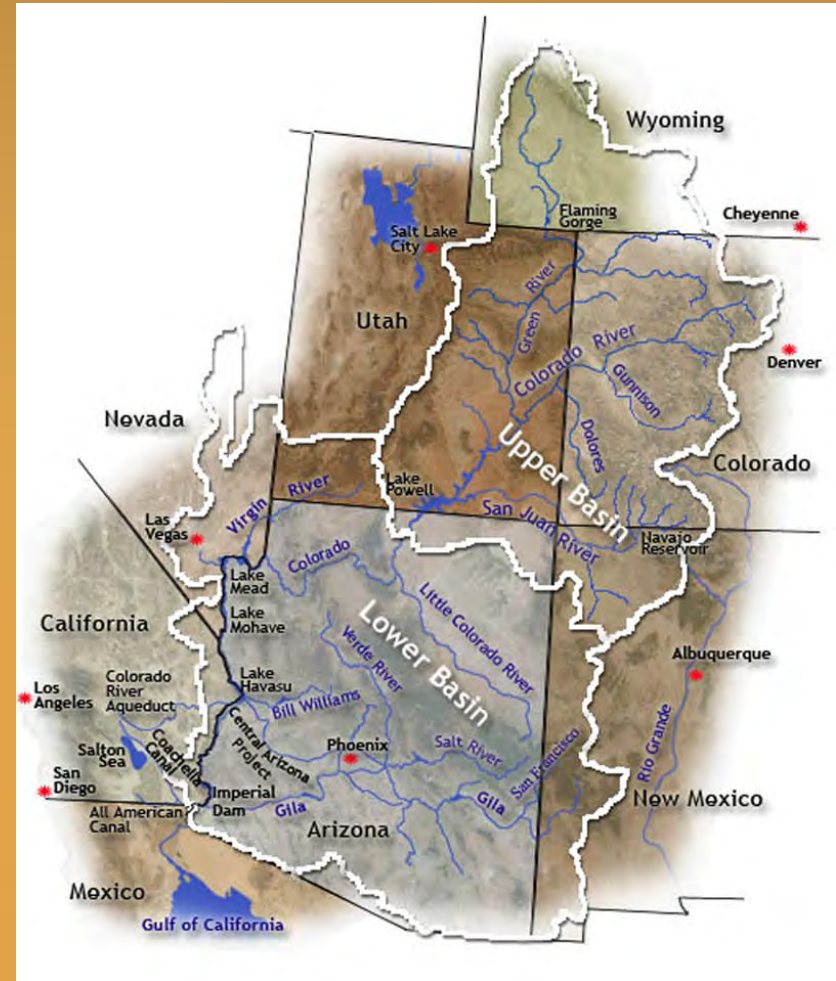 Wyoming
Flaming
Gorge
Cheyenne
Salt Lake
City
Utah
Green
River
Colorado River
Denver
Gunnison
Nevada
Dolores
Upper Basin
Colorado
Lake
Powell
Virgin River
San Juan River
Las
Vegas
Navajo
Reservoir
Colorado
Lake
Mead
Little Colorado River
Lake
Mohave
Lower Basin
California
Verde River
Albuquerque
Lake
Havasu
Colorado
River
Aqueduct
Los
Angeles
Bill Williams
Central Arizona
Project
Phoenix
Salt River
San Francisco
Rio Grande
Salton
Sea
Coachella
Canal
San
Diego
Imperial
Dam
Gila
Gila
New Mexico
All American
Canal
Arizona
Mexico
Gulf of California